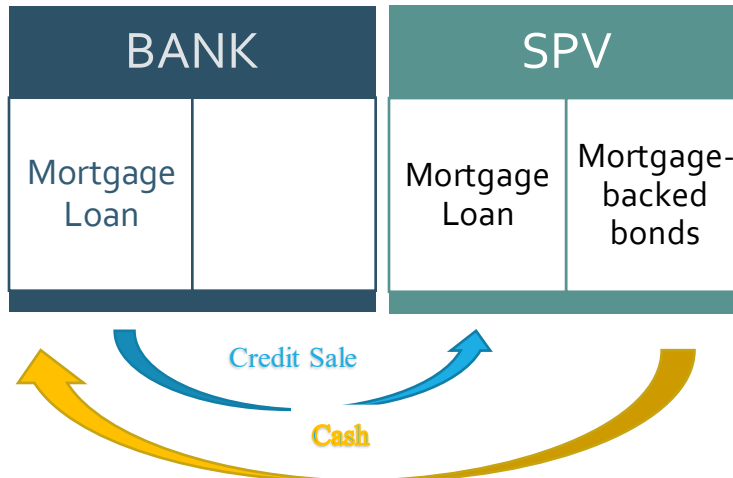 BANK
SPV
Mortgage
Loan
Mortgage
Loan
Mortgage-
backed
bonds
Credit Sale
Cash